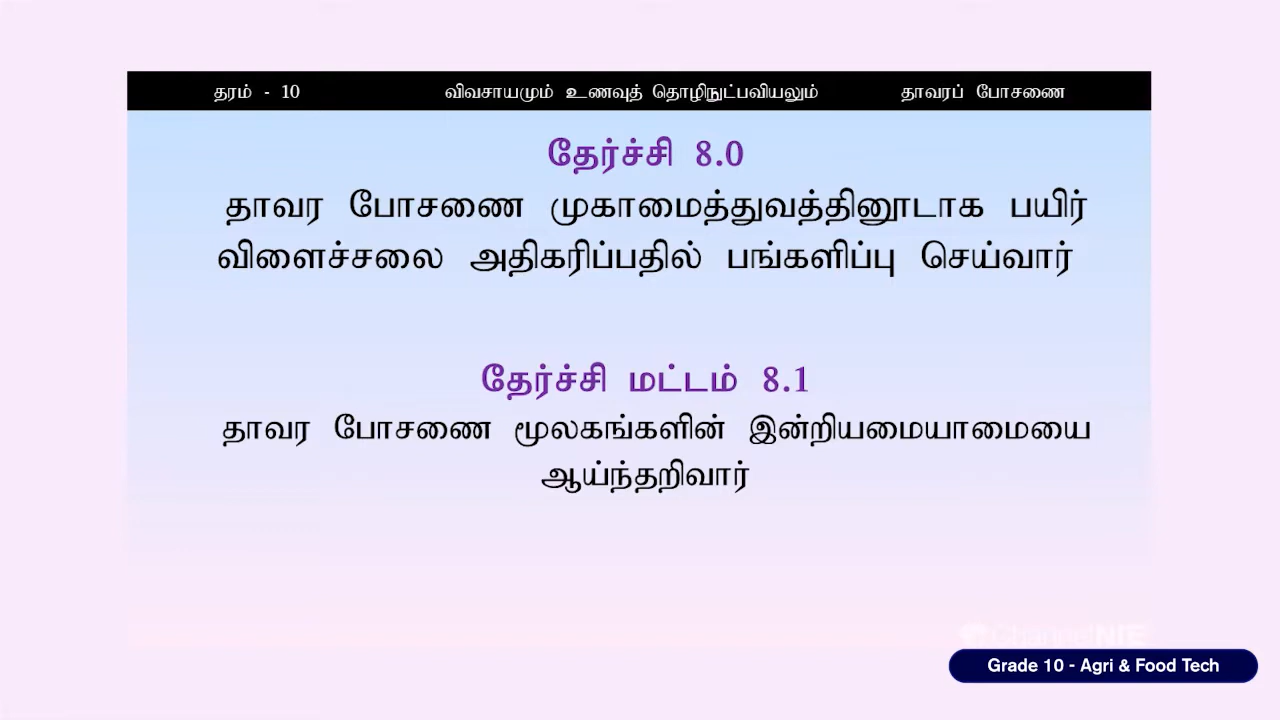 தரம் - 10 விவசாயமும் உணவுத் தொழிநுட்பவியலும் தாவரப் போசணை
தேர்ச்சி 8.0
தாவர போசணை முகாமைத்துவத்தினூடாக பயிர்
விளைச்சலை அதிகரிப்பதில் பங்களிப்பு செய்வார்
தேர்ச்சி மட்டம் 8.1
தாவர போசணை மூலகங்களின் இன்றியமையாமையை
ஆய்ந்தறிவார்
Channel NIE
Grade 10 - Agri & Food Tech